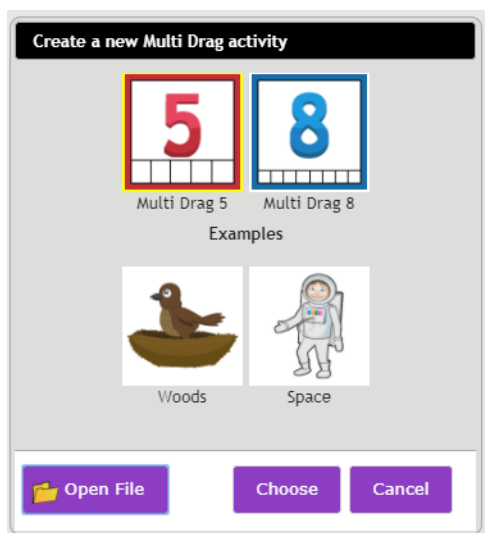 Create a new Multi Drag activity
5 8
Multi Drag 5 Multi Drag 8
Examples
Woods Space
Open File Choose Cancel